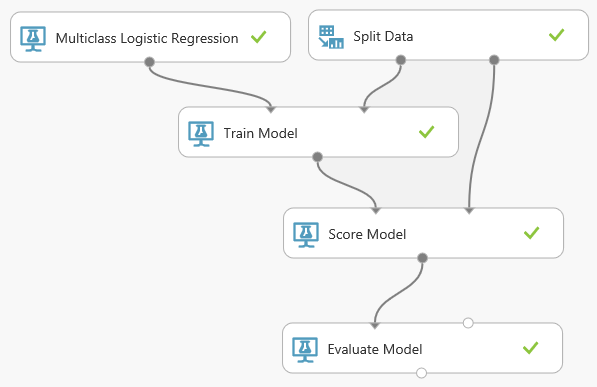 Multiclass Logistic Regression
Split Data
Train Model
Score Model
Evaluate Model